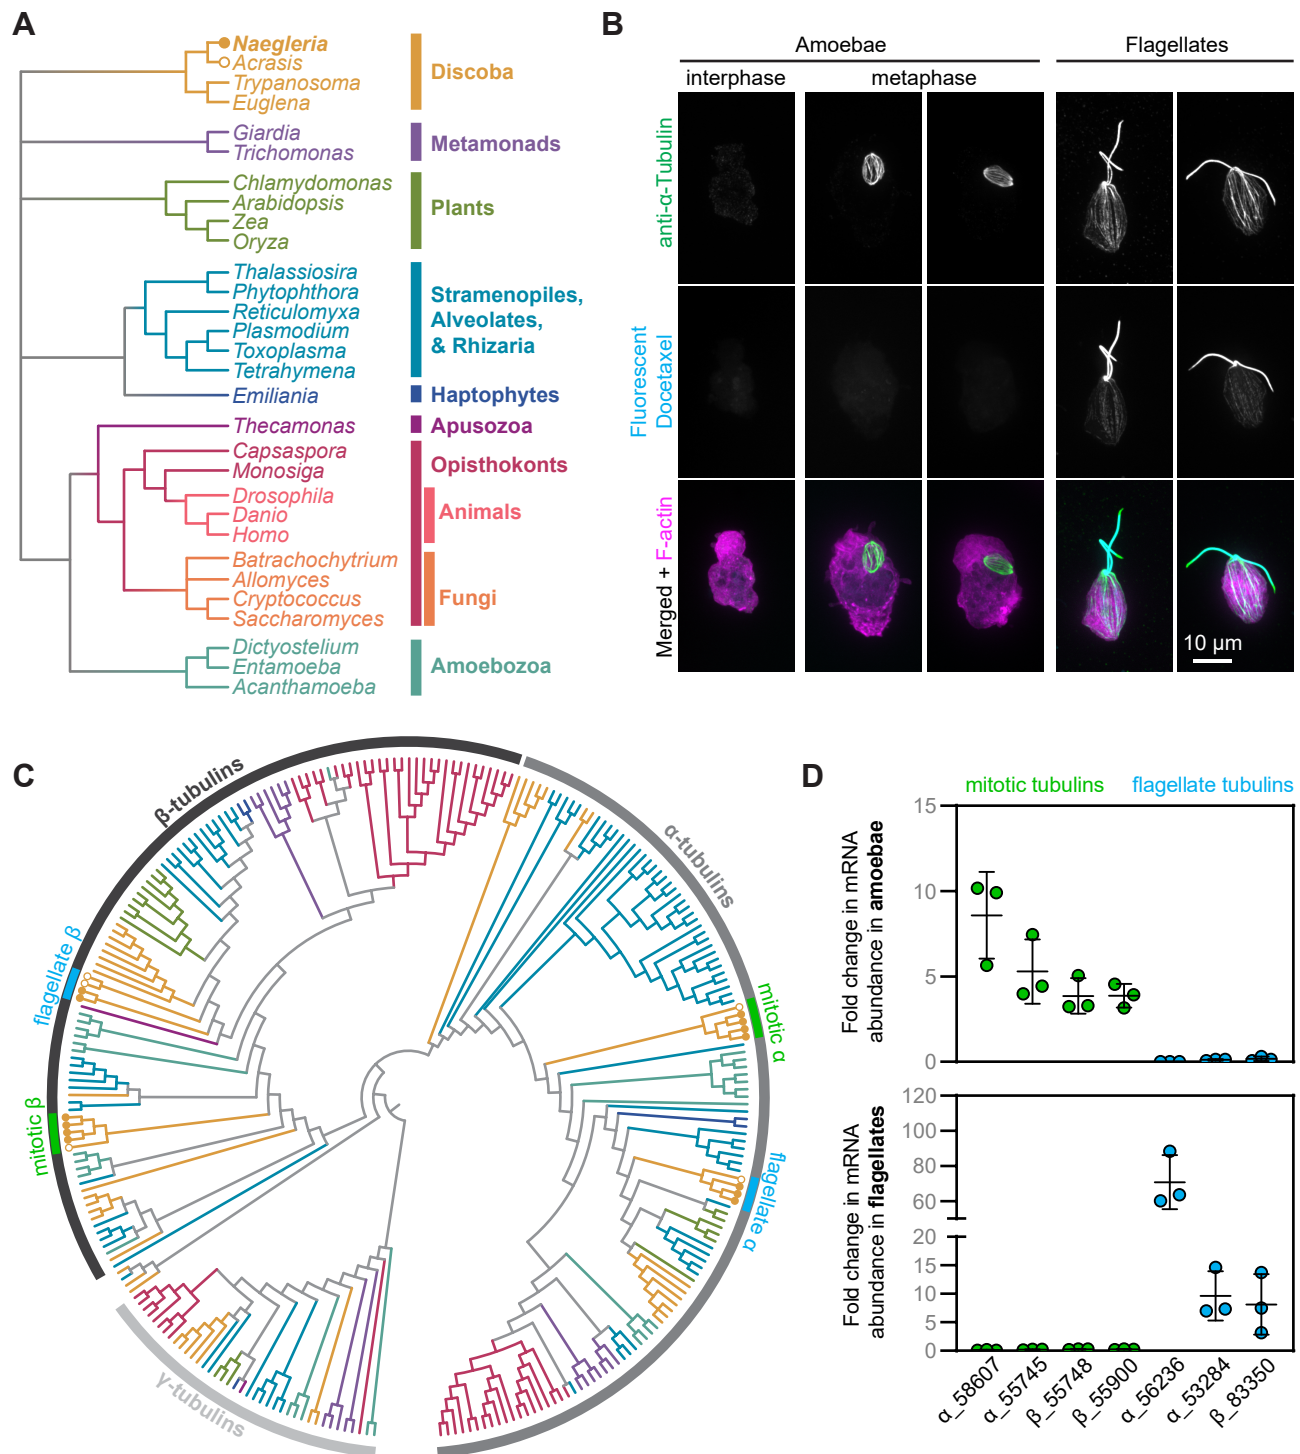 A
Naegleria
Acrasis
Trypanosoma
Euglena
Discoba
Giardia
Trichomonas
Metamonads
Chlamydomonas
Arabidopsis
Zea
Oryza
Plants
Thalassiosira
Phytophthora
Reticulomyxa
Plasmodium
Toxoplasma
Tetrahymena
Stramenopiles,
Alveolates,
& Rhizaria
Emiliania
Haptophytes
Thecamonas
Apusozoa
Capsaspora
Monosiga
Opisthokonts
Drosophila
Danio
Homo
Animals
Batrachochytrium
Allomyces
Cryptococcus
Saccharomyces
Fungi
Dictyostelium
Entamoeba
Acanthamoeba
Amoebozoa
B
Amoebae
Flagellates
interphase
metaphase
anti-α-Tubulin
Fluorescent
Docetaxel
Merged + F-actin
10 µm
C
β-tubulins
α-tubulins
γ-tubulins
flagellate β
mitotic β
mitotic α
flagellate α
D
mitotic tubulins
flagellate tubulins
Fold change in mRNA
abundance in amoebae
15
10
5
0
Fold change in mRNA
abundance in flagellates
120
100
80
60
20
15
10
5
0
α_58607
α_55745
β_55748
β_55900
α_56236
α_53284
β_83350